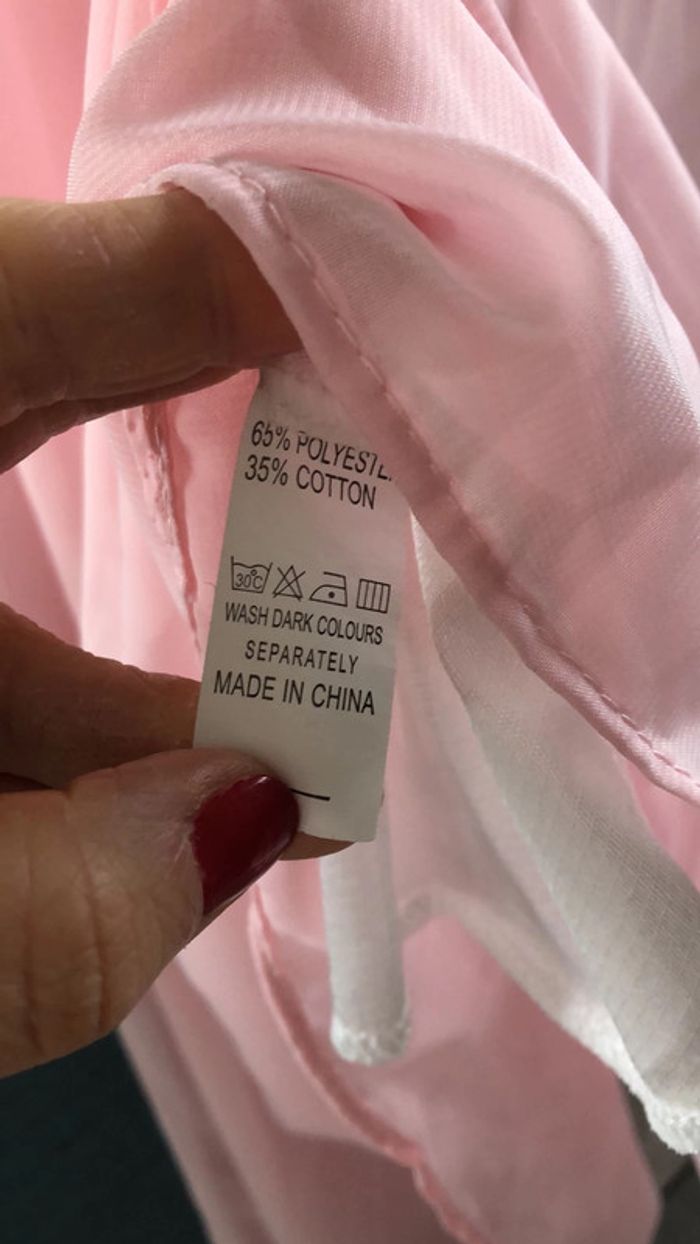 65% POLYESTE
35% COTTON
30°C
WASH DARK COLOURS
SEPARATELY
MADE IN CHINA